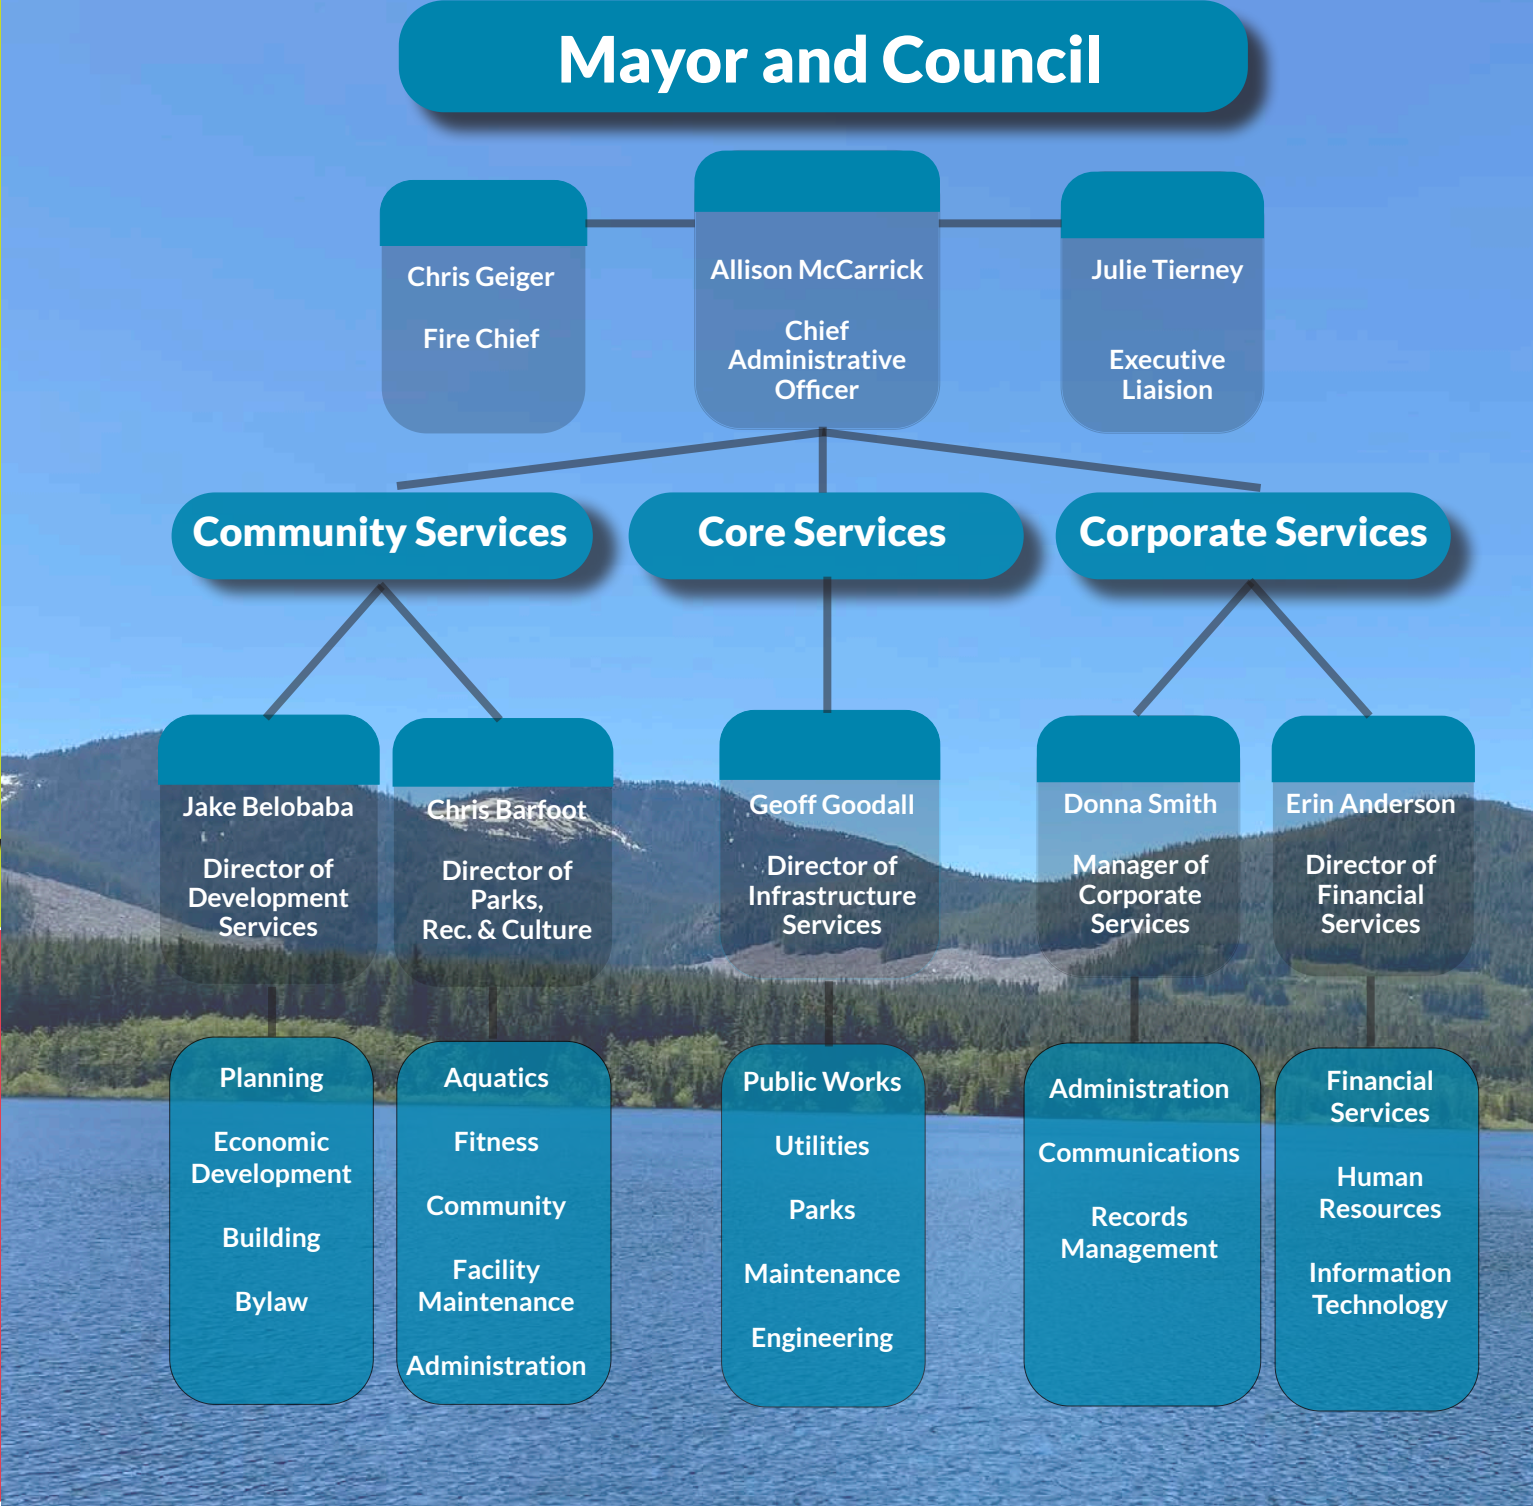 Mayor and Council
Chris Geiger
Fire Chief
Allison McCarrick
Chief
Administrative
Officer
Julie Tierney
Executive
Liaision
Community Services
Core Services
Corporate Services
Jake Belobaba
Director of
Development
Services
Chris Barfoot
Director of
Parks,
Rec. & Culture
Geoff Goodall
Director of
Infrastructure
Services
Donna Smith
Manager of
Corporate
Services
Erin Anderson
Director of
Financial
Services
Planning
Economic
Development
Building
Bylaw
Aquatics
Fitness
Community
Facility
Maintenance
Administration
Public Works
Utilities
Parks
Maintenance
Engineering
Administration
Communications
Records
Management
Financial
Services
Human
Resources
Information
Technology